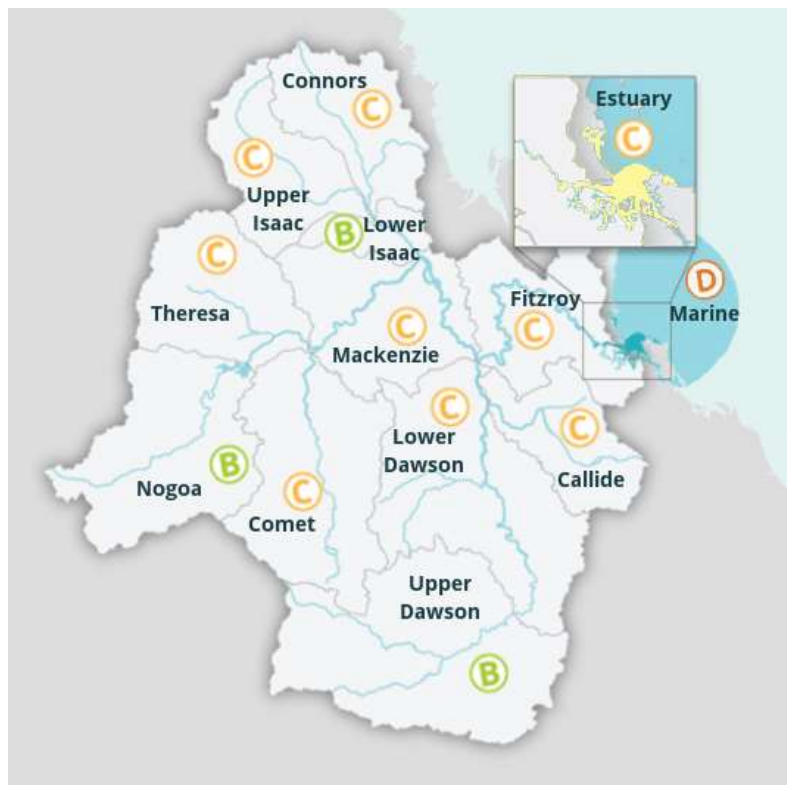 Connors
C
Estuary
C
C
Upper
Isaac
B
Lower
Isaac
C
Theresa
D
Marine
Fitzroy
C
C
Mackenzie
C
Lower
Dawson
C
Callide
B
Nogoa
C
Comet
Upper
Dawson
B